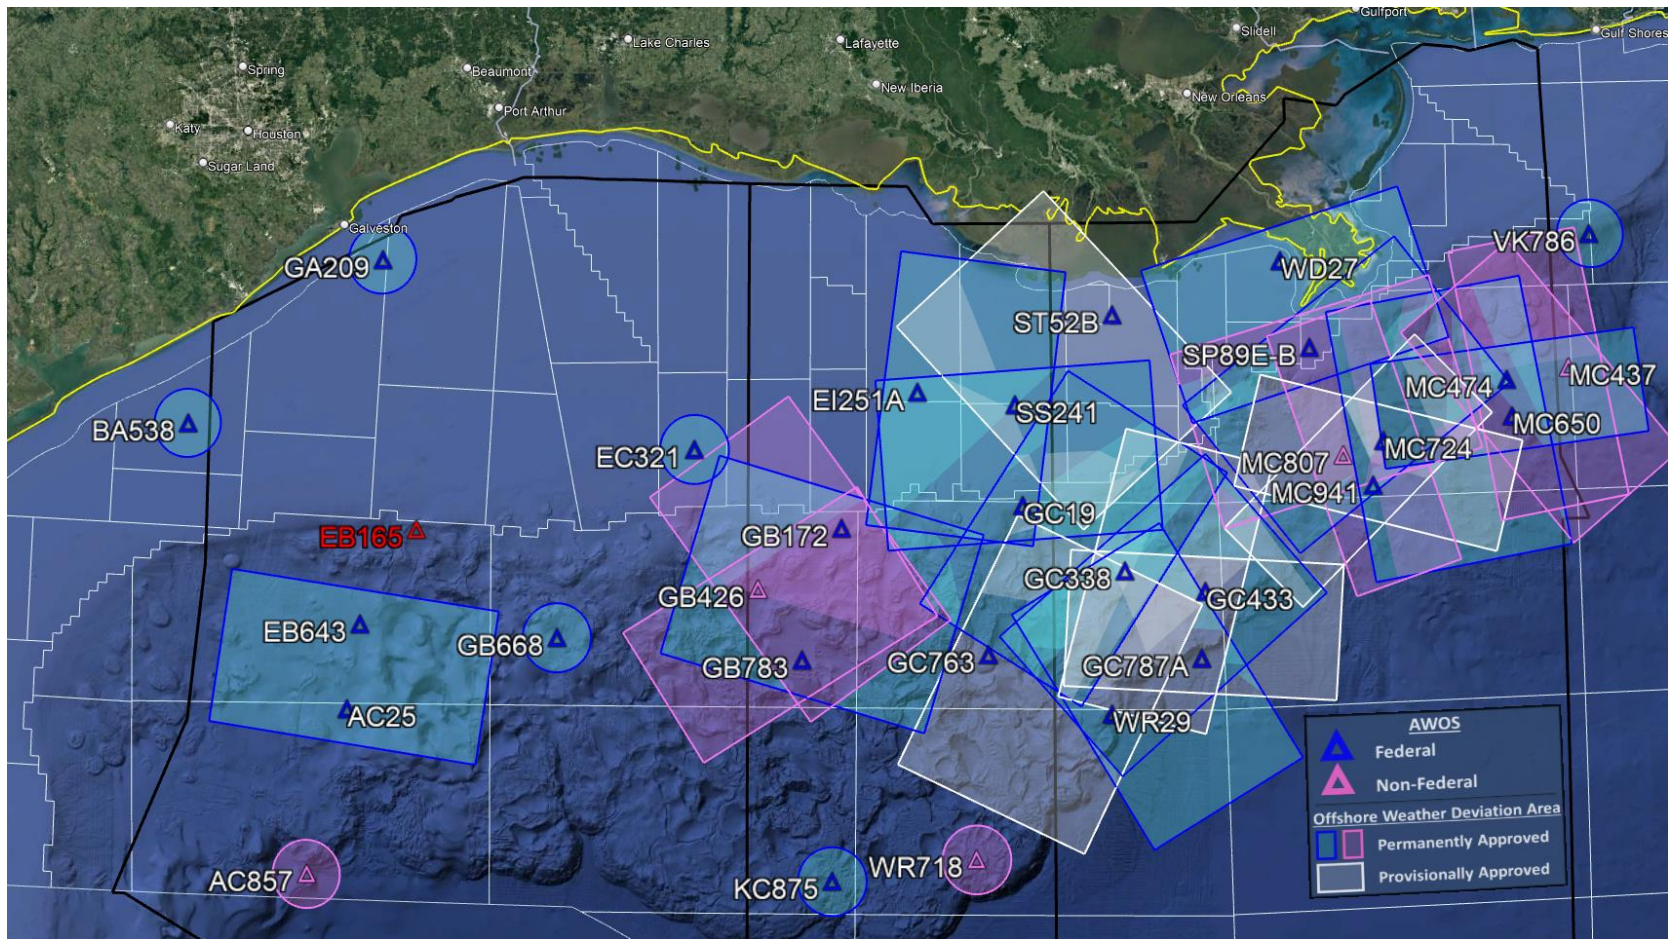 Gulfport
Slidell
Gulf Shores
Lake Charles
Lafayette
Spring
Beaumont
New Iberia
New Orleans
Port Arthur
Katy
Houston
Sugar Land
Galveston
VK786
GA209
WD27
ST52B
SP89E-B
MC437
MC474
EI251A
SS241
MC650
BA538
MC724
EC321
MC807
MC941
GC19
EB165
GB172
GC338
GB426
GC433
EB643
GB668
GB783
GC763
GC787A
AC25
WR29
AWOS
Federal
Non-Federal
Offshore Weather Deviation Area
Permanently Approved
Provisionally Approved
WR718
AC857
KC875